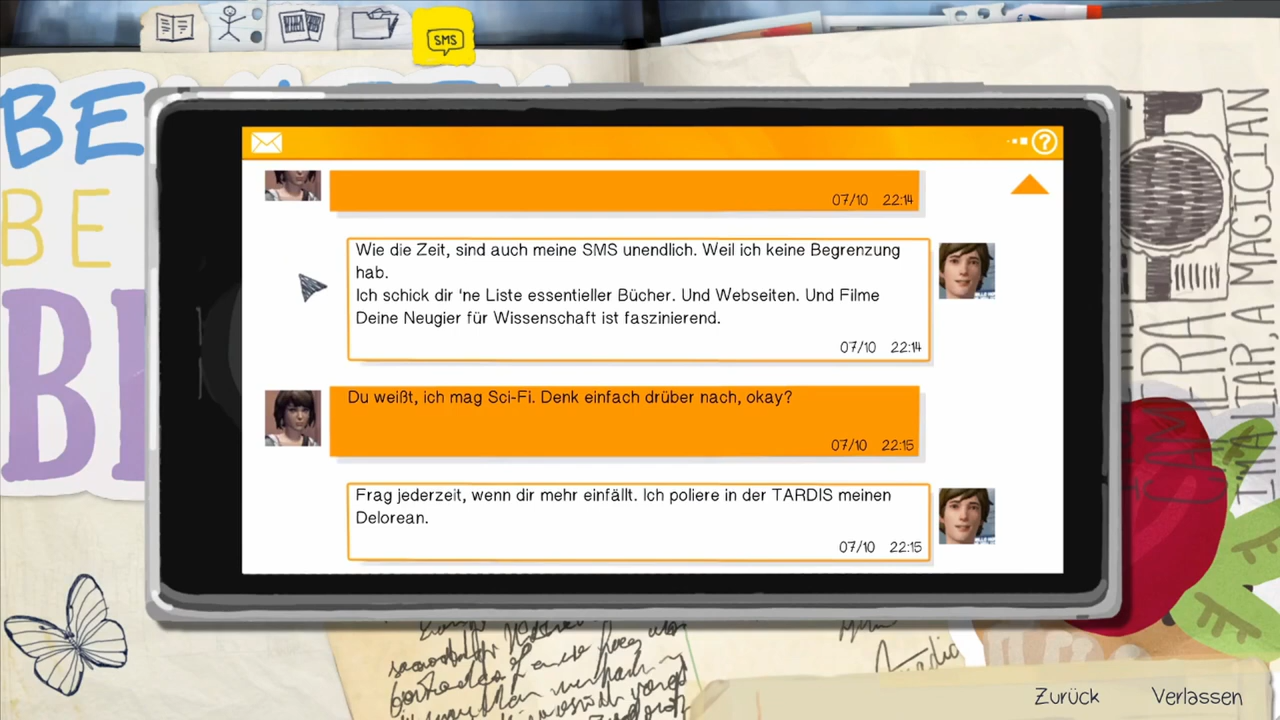 SMS
BE
BE
07/10 22:14
Wie die Zeit, sind auch meine SMS unendlich. Weil ich keine Begrenzung
hab.
Ich schick dir 'ne Liste essentieller Bücher. Und Webseiten. Und Filme
Deine Neugier für Wissenschaft ist faszinierend.
07/10 22:14
Du weißt, ich mag Sci-Fi. Denk einfach drüber nach, okay?
07/10 22:15
Frag jederzeit, wenn dir mehr einfällt. Ich poliere in der TARDIS meinen
Delorean.
07/10 22:15
LIAR, A MAGICIAN
Zurück Verlassen